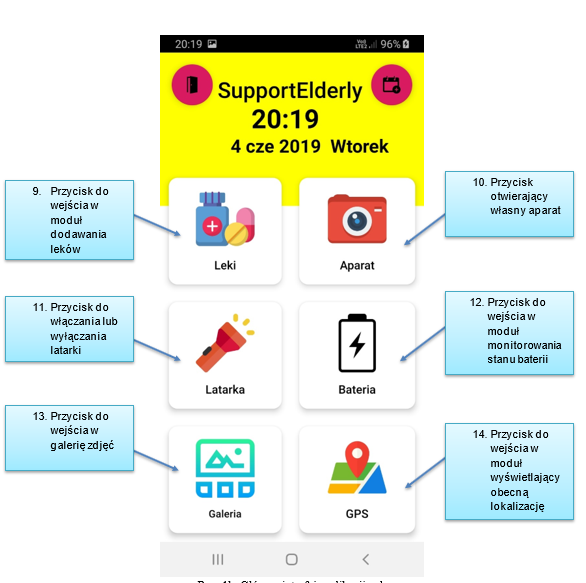 20:19
VoLTE2 96%
SupportElderly
20:19
4 cze 2019 Wtorek
9. Przycisk do
wejścia w
moduł
dodawania
leków
10. Przycisk
otwierający
własny aparat
Leki
Aparat
11. Przycisk do
włączania lub
wyłączania
latarki
12. Przycisk do
wejścia w
moduł
monitorowania
stanu baterii
Latarka
Bateria
13. Przycisk do
wejścia w
galerię zdjęć
14. Przycisk do
wejścia w
moduł
wyświetlający
obecną
lokalizację
Galeria
GPS